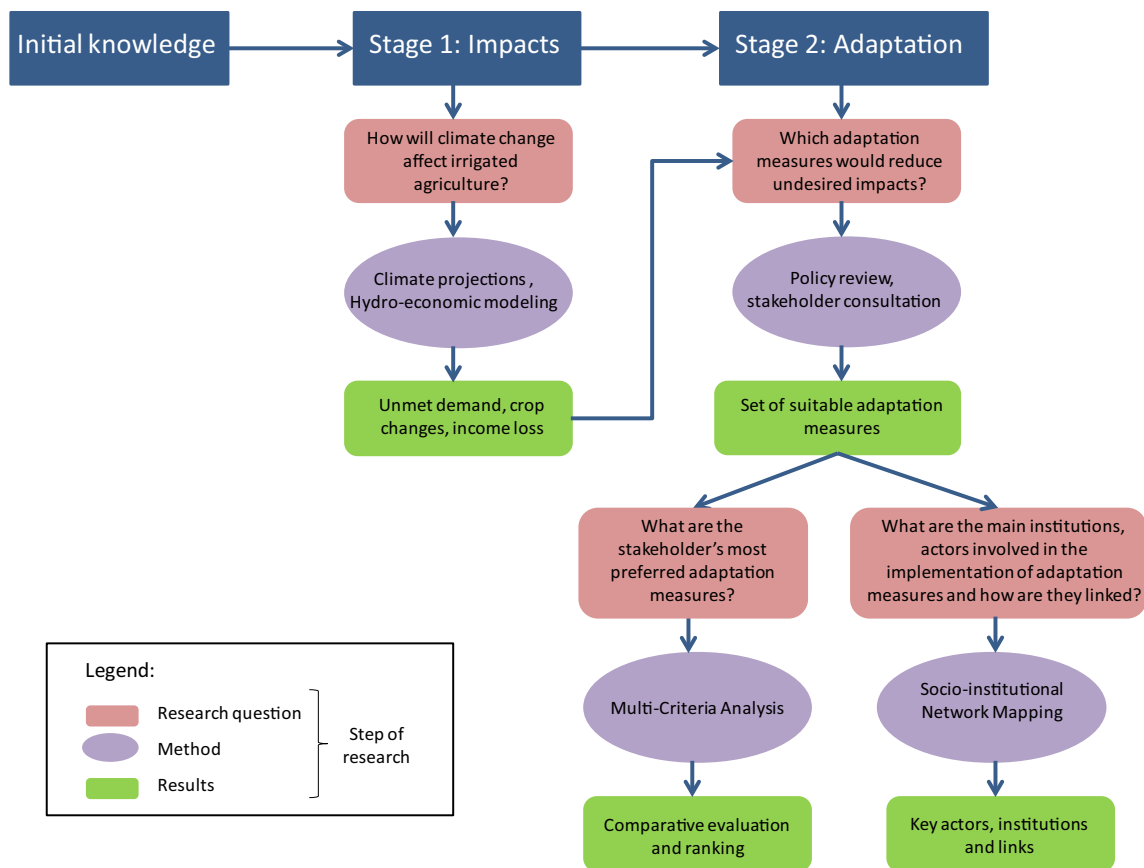 Initial knowledge
Stage 1: Impacts
Stage 2: Adaptation
How will climate change
affect irrigated
agriculture?
Which adaptation
measures would reduce
undesired impacts?
Climate projections ,
Hydro-economic modeling
Policy review,
stakeholder consultation
Unmet demand, crop
changes, income loss
Set of suitable adaptation
measures
What are the
stakeholder’s most
preferred adaptation
measures?
What are the main institutions,
actors involved in the
implementation of adaptation
measures and how are they linked?
Multi-Criteria Analysis
Socio-institutional
Network Mapping
Comparative evaluation
and ranking
Key actors, institutions
and links
Legend:
Research question
Method
Results
Step of
research